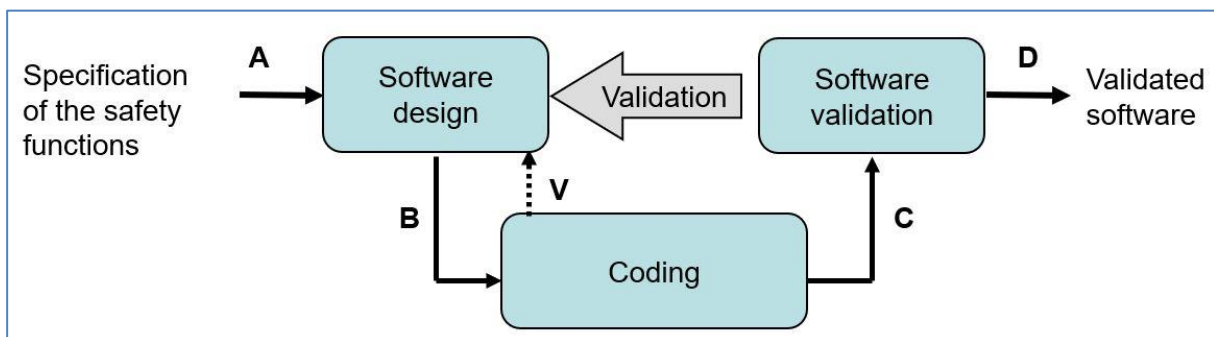 Specification
of the safety
functions
A
Software
design
Validation
Software
validation
D
Validated
software
B
V
C
Coding